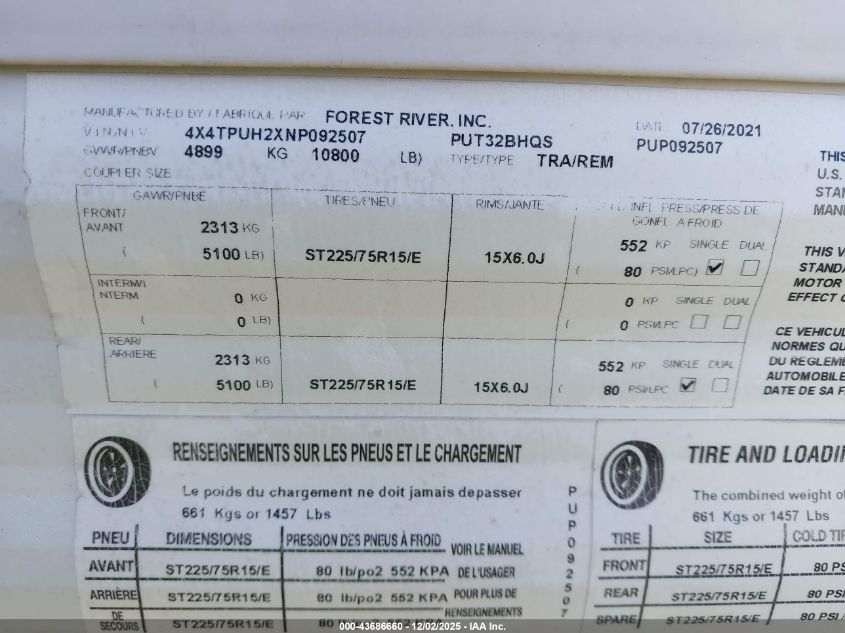 MANUFACTURED BY / FABRIQUE PAR FOREST RIVER, INC. DATE 07/26/2021
V.I.N./N.I.V. 4X4TPUH2XNP092507 PUT32BHQS PUP092507
GVWR/PNBV 4899 KG 10800 LB) TYPE/TYPE TRA/REM
COUPLER SIZE
GAWR/PNBE TIRES/PNEU RIMS/JANTE INFL PRESS/PRESS DE
GONFL A FROID
FRONT/
AVANT 2313 KG 552 KP SINGLE DUAL
( 5100 LB) ST225/75R15/E 15X6.0J ( 80 PSI/LPC)
INTERM/I
NTERM 0 KG 0 KP SINGLE DUAL
( 0 LB) ( 0 PSI/LPC
REAR/
ARRIERE 2313 KG 552 KP SINGLE DUAL
( 5100 LB) ST225/75R15/E 15X6.0J ( 80 PSI/LPC
THIS
U.S.
STAN
MANU
THIS V
STANDA
MOTOR
EFFECT O
CE VEHICUL
NORMES QU
DU REGLEME
AUTOMOBILE
DATE DE SA F
RENSEIGNEMENTS SUR LES PNEUS ET LE CHARGEMENT
Le poids du chargement ne doit jamais depasser
661 Kgs or 1457 Lbs
PNEU DIMENSIONS PRESSION DES PNEUS À FROID
AVANT ST225/75R15/E 80 lb/po2 552 KPA
ARRIÈRE ST225/75R15/E 80 lb/po2 552 KPA
DE
SECOURS ST225/75R15/E 80
VOIR LE MANUEL
DE L'USAGER
POUR PLUS DE
RENSEIGNEMENTS
PUP092507
TIRE AND LOADIN
The combined weight of
661 Kgs or 1457 Lbs
TIRE SIZE COLD TIR
FRONT ST225/75R15/E 80 PSI
REAR ST225/75R15/E 80 PSI
SPARE ST225/75R15/E 80 PSI /
000-43686660 - 12/02/2025 - IAA Inc.